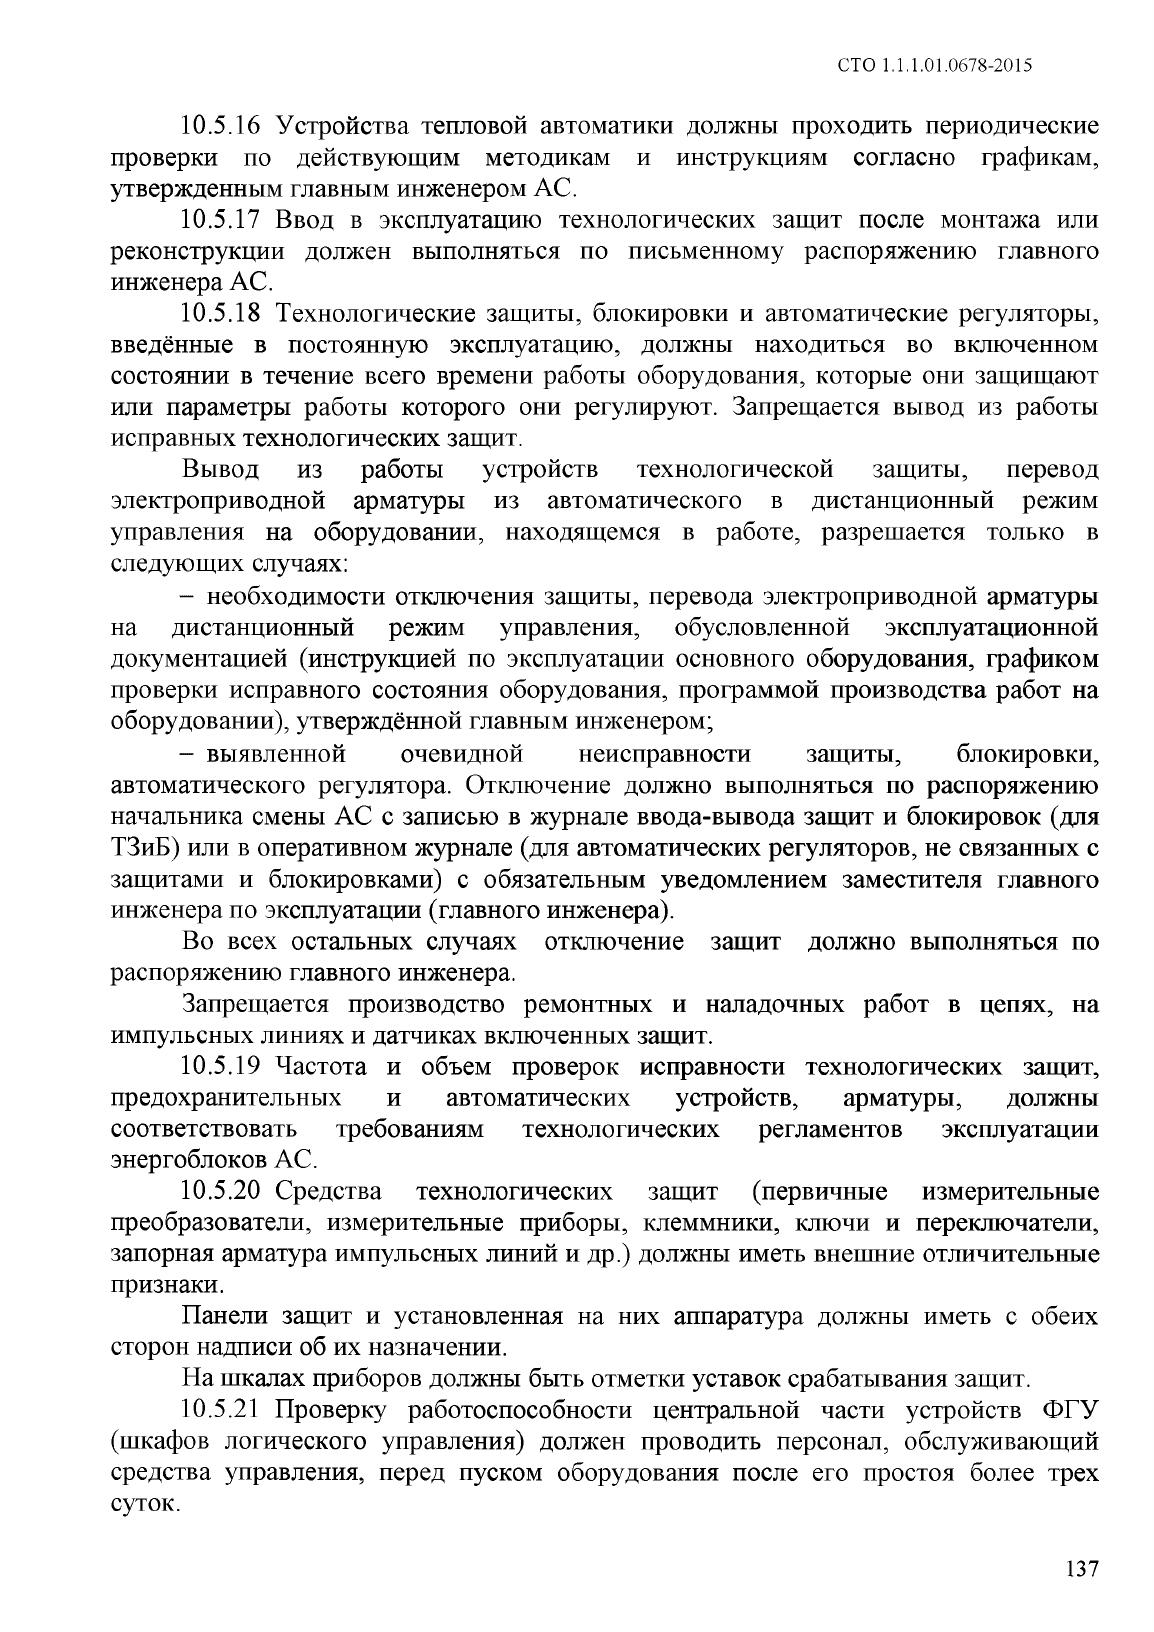 СТО 1.1.1.01.0678-2015
10.5.16 Устройства тепловой автоматики должны проходить периодические
проверки по действующим методикам и инструкциям согласно графикам,
утвержденным главным инженером АС.
10.5.17 Ввод в эксплуатацию технологических защит после монтажа или
реконструкции должен выполняться по письменному распоряжению главного
инженера АС.
10.5.18 Технологические защиты, блокировки и автоматические регуляторы,
введённые в постоянную эксплуатацию, должны находиться во включенном
состоянии в течение всего времени работы оборудования, которые они защищают
или параметры работы которого они регулируют. Запрещается вывод из работы
исправных технологических защит.
Вывод из работы устройств технологической защиты, перевод
электроприводной арматуры из автоматического в дистанционный режим
управления на оборудовании, находящемся в работе, разрешается только в
следующих случаях:
– необходимости отключения защиты, перевода электроприводной арматуры
на дистанционный режим управления, обусловленной эксплуатационной
документацией (инструкцией по эксплуатации основного оборудования, графиком
проверки исправного состояния оборудования, программой производства работ на
оборудовании), утверждённой главным инженером;
– выявленной очевидной неисправности защиты, блокировки,
автоматического регулятора. Отключение должно выполняться по распоряжению
начальника смены АС с записью в журнале ввода-вывода защит и блокировок (для
ТЗиБ) или в оперативном журнале (для автоматических регуляторов, не связанных с
защитами и блокировками) с обязательным уведомлением заместителя главного
инженера по эксплуатации (главного инженера).
Во всех остальных случаях отключение защит должно выполняться по
распоряжению главного инженера.
Запрещается производство ремонтных и наладочных работ в цепях, на
импульсных линиях и датчиках включенных защит.
10.5.19 Частота и объем проверок исправности технологических защит,
предохранительных и автоматических устройств, арматуры, должны
соответствовать требованиям технологических регламентов эксплуатации
энергоблоков АС.
10.5.20 Средства технологических защит (первичные измерительные
преобразователи, измерительные приборы, клеммники, ключи и переключатели,
запорная арматура импульсных линий и др.) должны иметь внешние отличительные
признаки.
Панели защит и установленная на них аппаратура должны иметь с обеих
сторон надписи об их назначении.
На шкалах приборов должны быть отметки уставок срабатывания защит.
10.5.21 Проверку работоспособности центральной части устройств ФГУ
(шкафов логического управления) должен проводить персонал, обслуживающий
средства управления, перед пуском оборудования после его простоя более трех
суток.
137